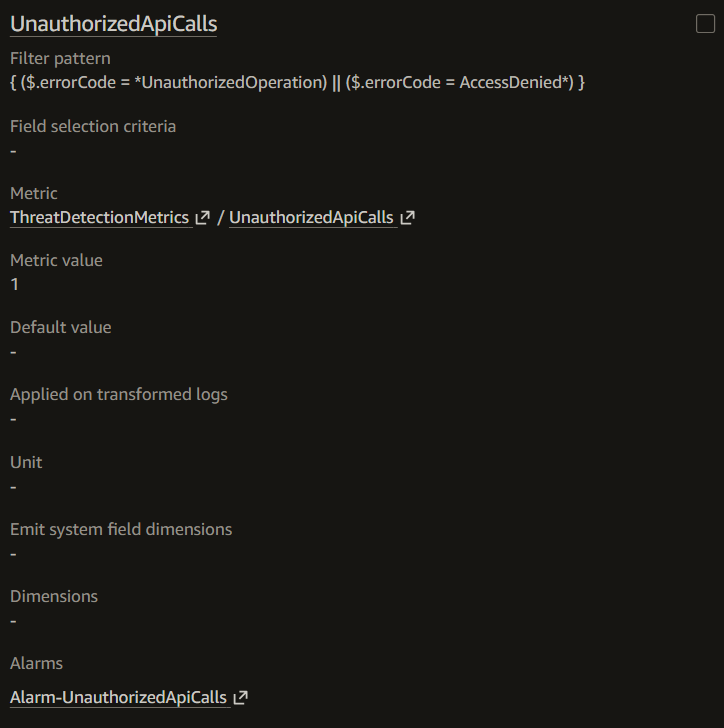 UnauthorizedApiCalls
Filter pattern
{ ($.errorCode = *UnauthorizedOperation) || ($.errorCode = AccessDenied*) }
Field selection criteria
-
Metric
ThreatDetectionMetrics / UnauthorizedApiCalls
Metric value
1
Default value
-
Applied on transformed logs
-
Unit
-
Emit system field dimensions
-
Dimensions
-
Alarms
Alarm-UnauthorizedApiCalls